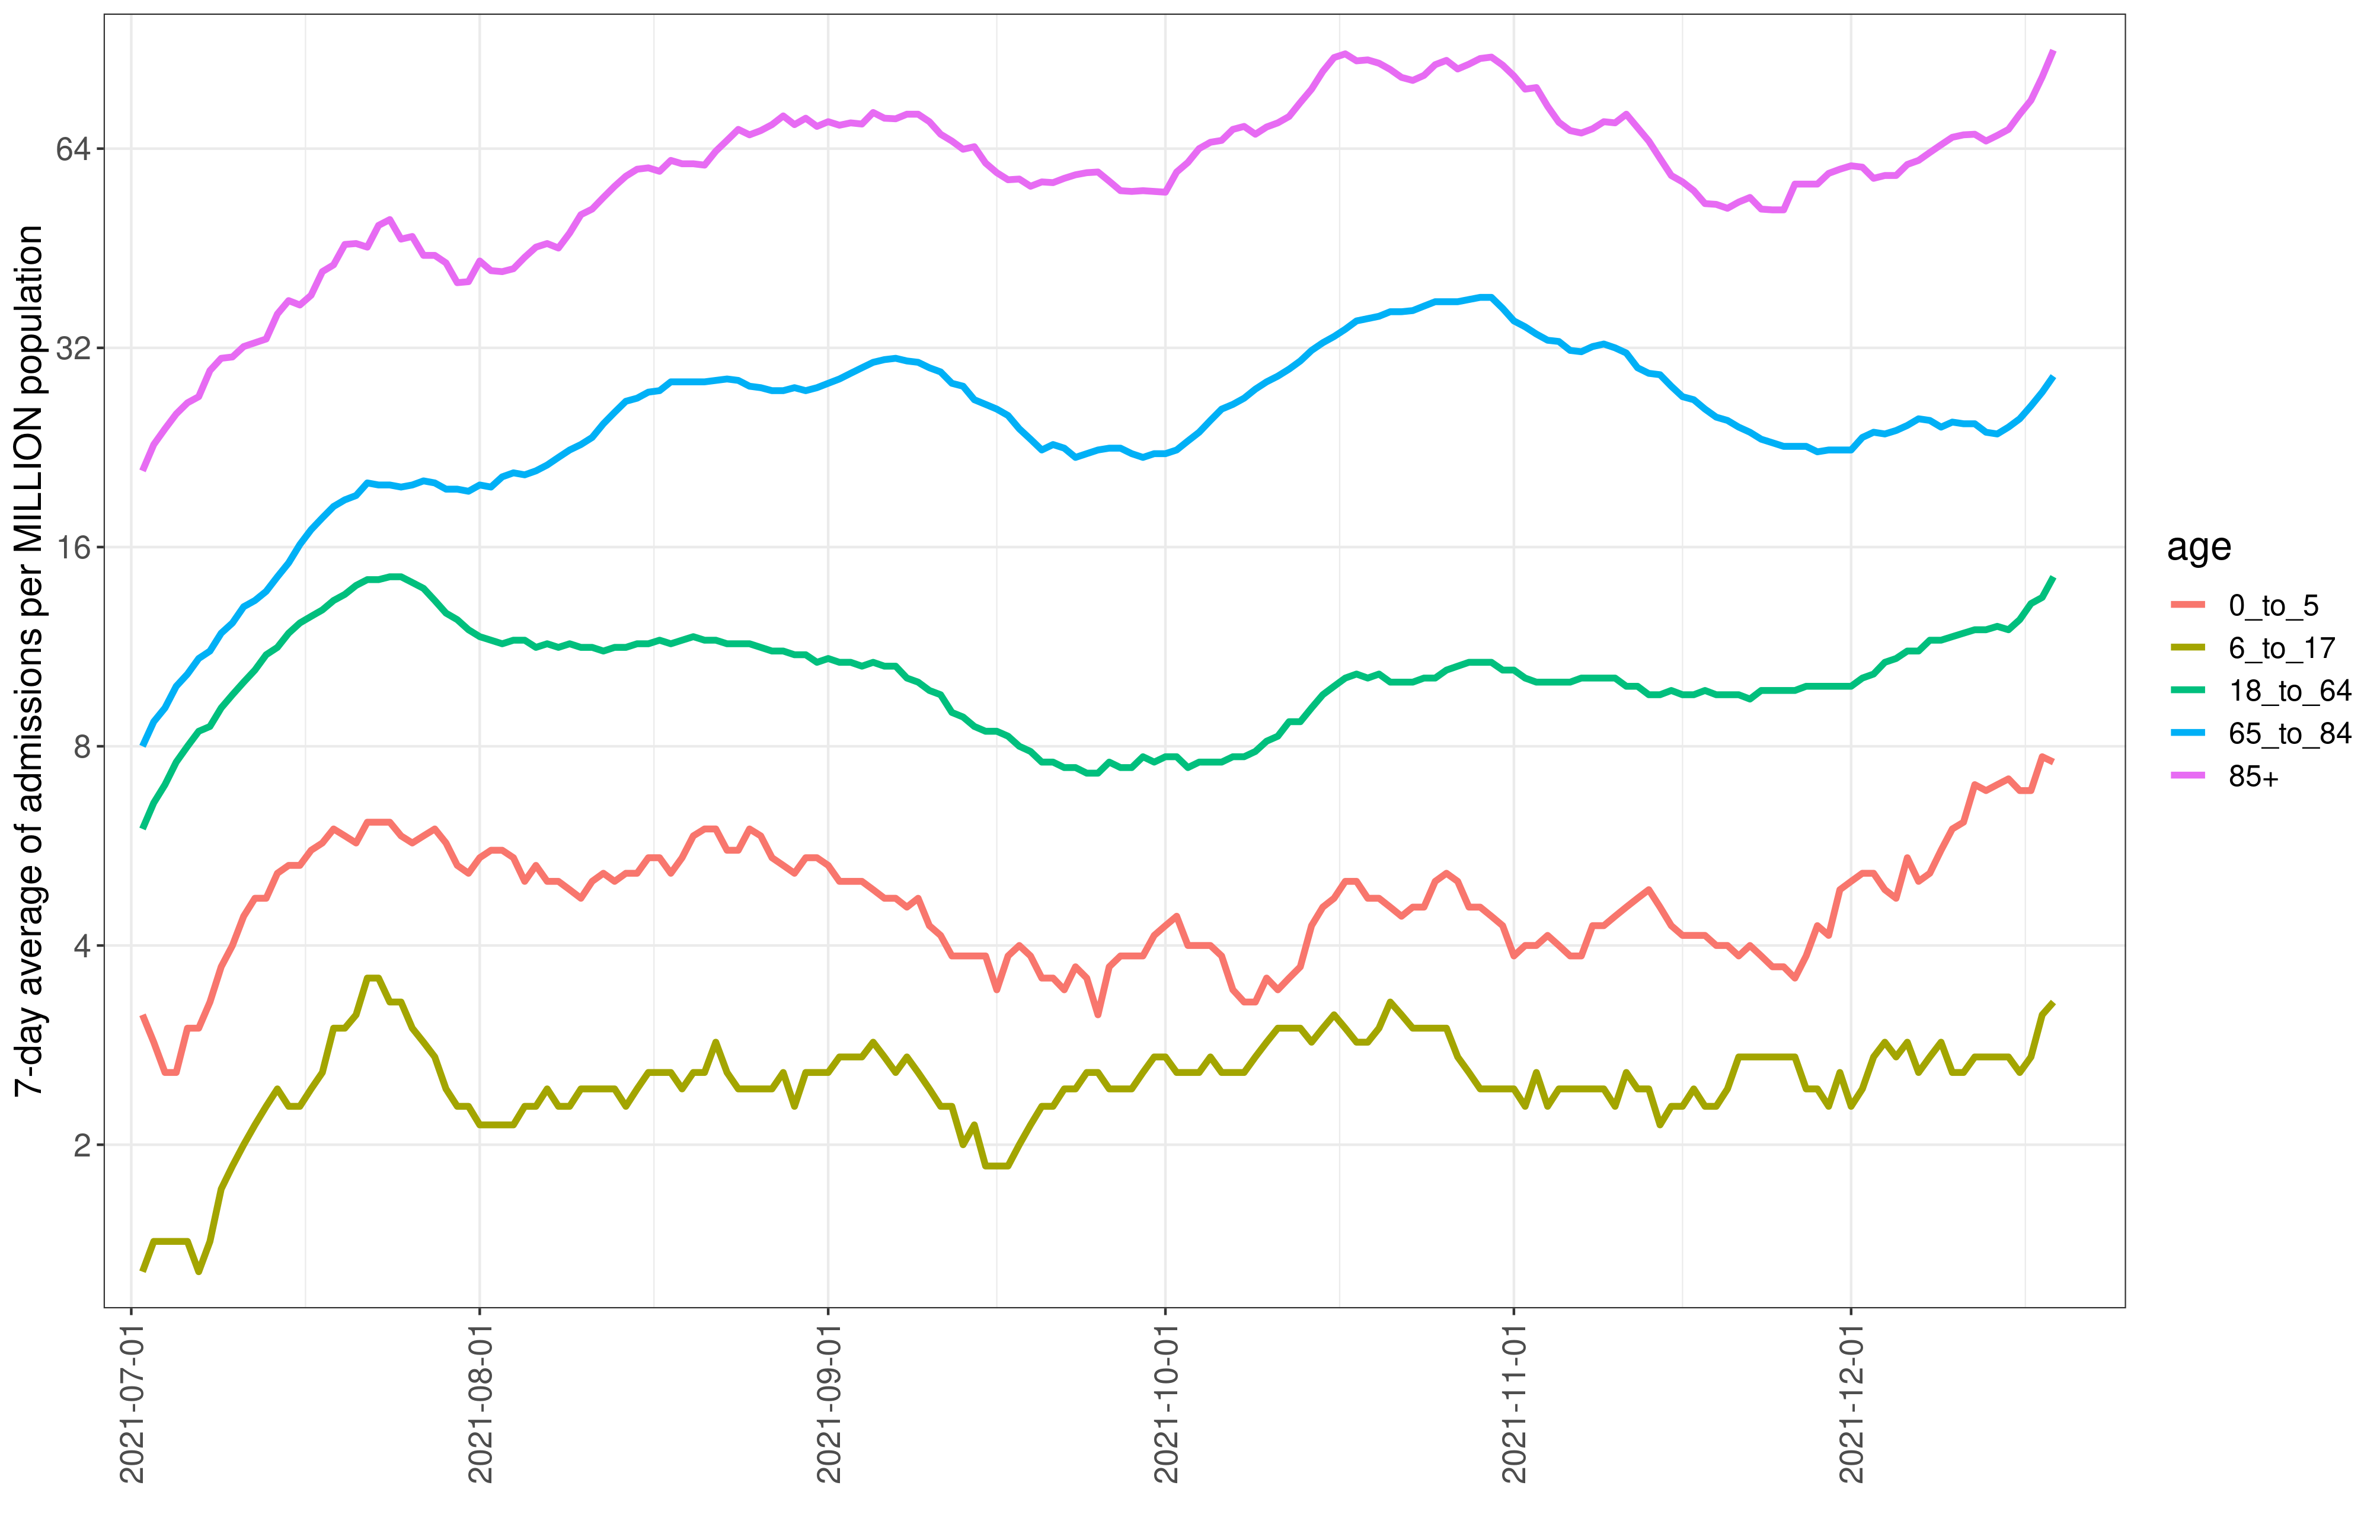 7-day average of admissions per MILLION population
64
32
16
8
4
2
2021-07-01
2021-08-01
2021-09-01
2021-10-01
2021-11-01
2021-12-01
age
0_to_5
6_to_17
18_to_64
65_to_84
85+